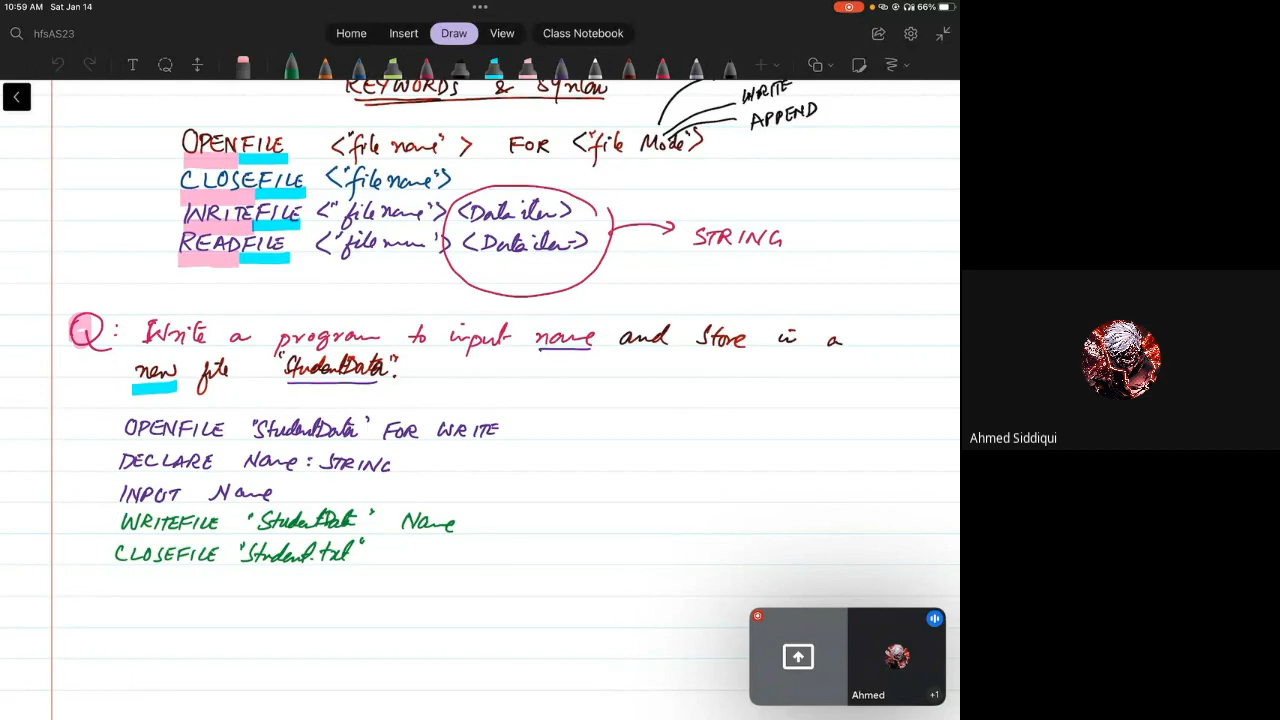 10:59 AM Sat Jan 14
66%
hfsAS23
Home Insert Draw View Class Notebook
KEYWORDS & Syntax
WRITE
APPEND
OPENFILE <"file name"> FOR <"file Mode">
CLOSEFILE <"file name">
WRITEFILE <"file name"> <Data item>
READFILE <"file name"> <Data item>
STRING
Q: Write a program to input name and store in a
new file "StudentData".
OPENFILE "StudentData" FOR WRITE
DECLARE Name : STRING
INPUT Name
WRITEFILE "StudentData" Name
CLOSEFILE "Student.txt"
Ahmed Siddiqui
Ahmed +1